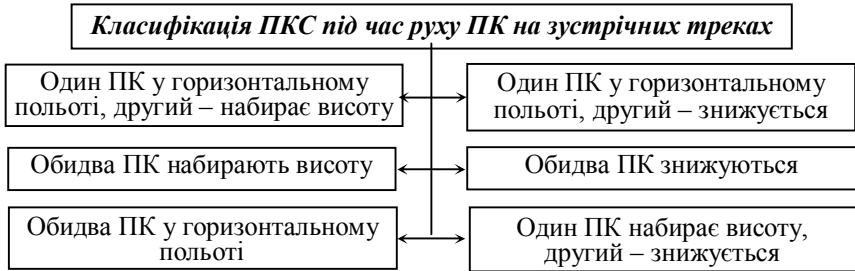 Класифікація ПКС під час руху ПК на зустрічних треках
Один ПК у горизонтальному
польоті, другий – набирає висоту
Один ПК у горизонтальному
польоті, другий – знижується
Обидва ПК набирають висоту
Обидва ПК знижуються
Обидва ПК у горизонтальному
польоті
Один ПК набирає висоту,
другий – знижується